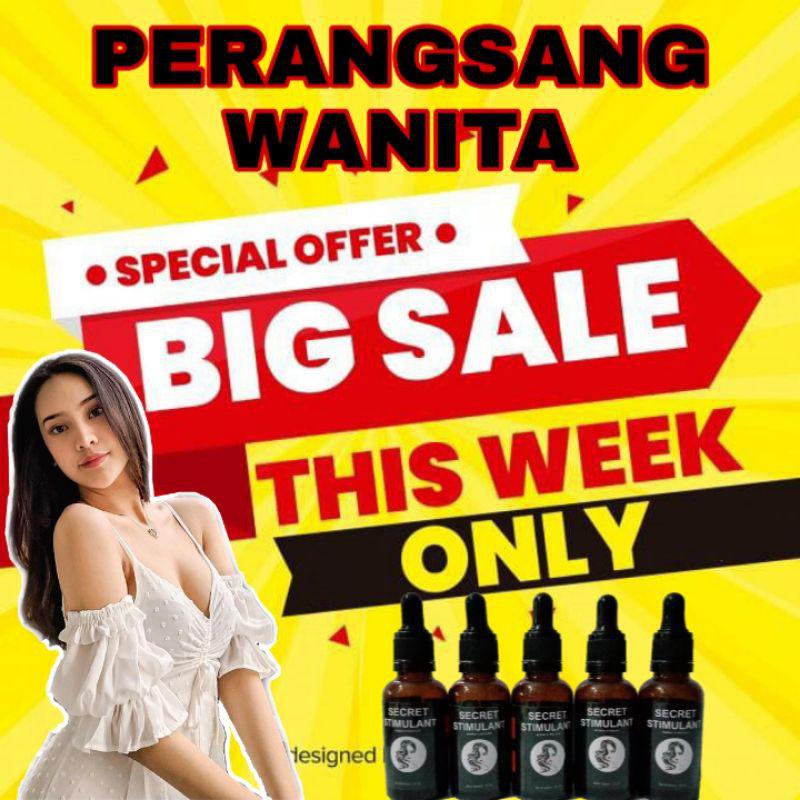 PERANGSANG
WANITA
• SPECIAL OFFER •
BIG SALE
THIS WEEK
ONLY
designed
SECRET
STIMULANT
SECRET
STIMULANT
SECRET
STIMULANT
SECRET
STIMULANT
SECRET
STIMULANT